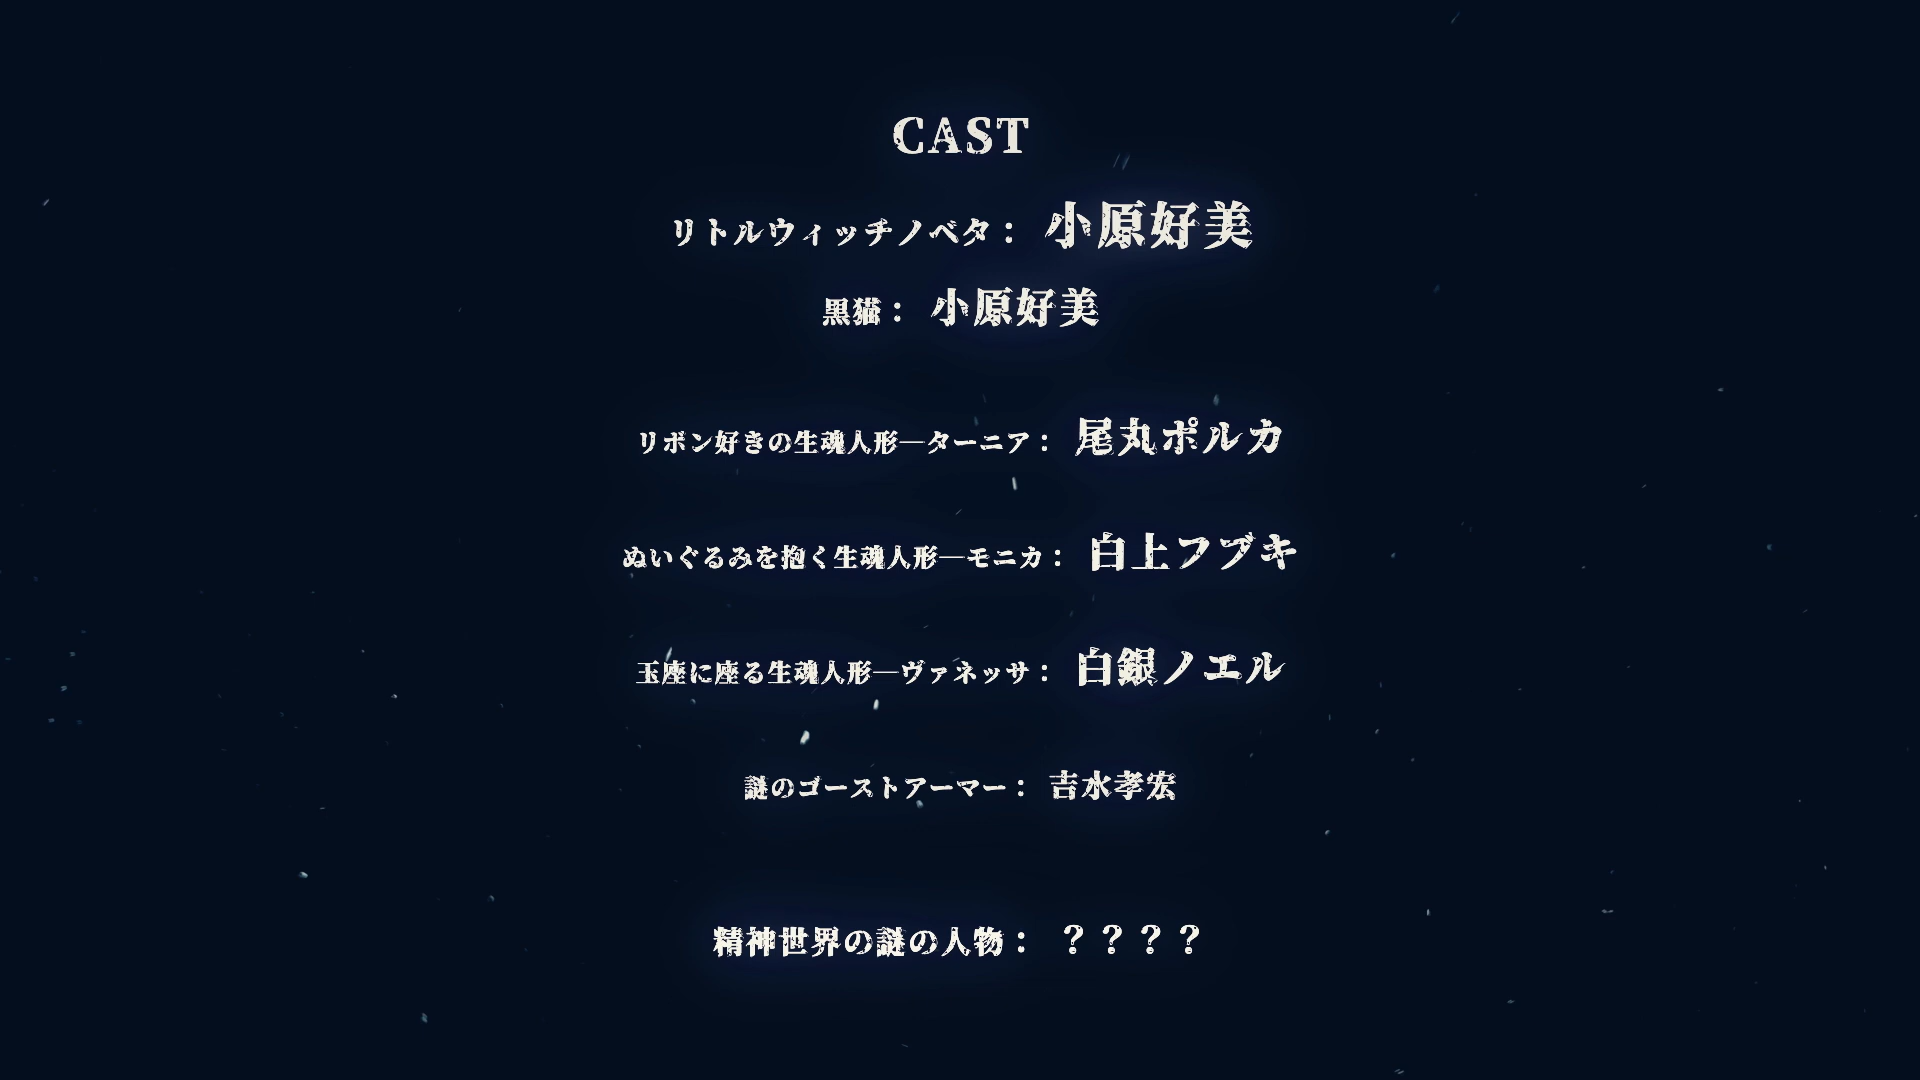 CAST
リトルウィッチノベタ： 小原好美
黒猫： 小原好美
リボン好きの生魂人形─ターニア： 尾丸ポルカ
ぬいぐるみを抱く生魂人形─モニカ： 白上フブキ
玉座に座る生魂人形─ヴァネッサ： 白銀ノエル
謎のゴーストアーマー： 吉水孝宏
精神世界の謎の人物： ？？？？